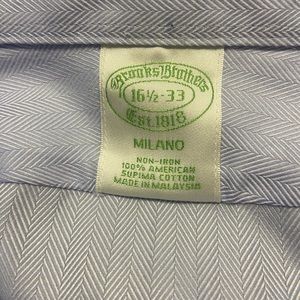 Brooks Brothers
16½-33
Est. 1818
MILANO
NON-IRON
100% AMERICAN
SUPIMA COTTON
MADE IN MALAYSIA